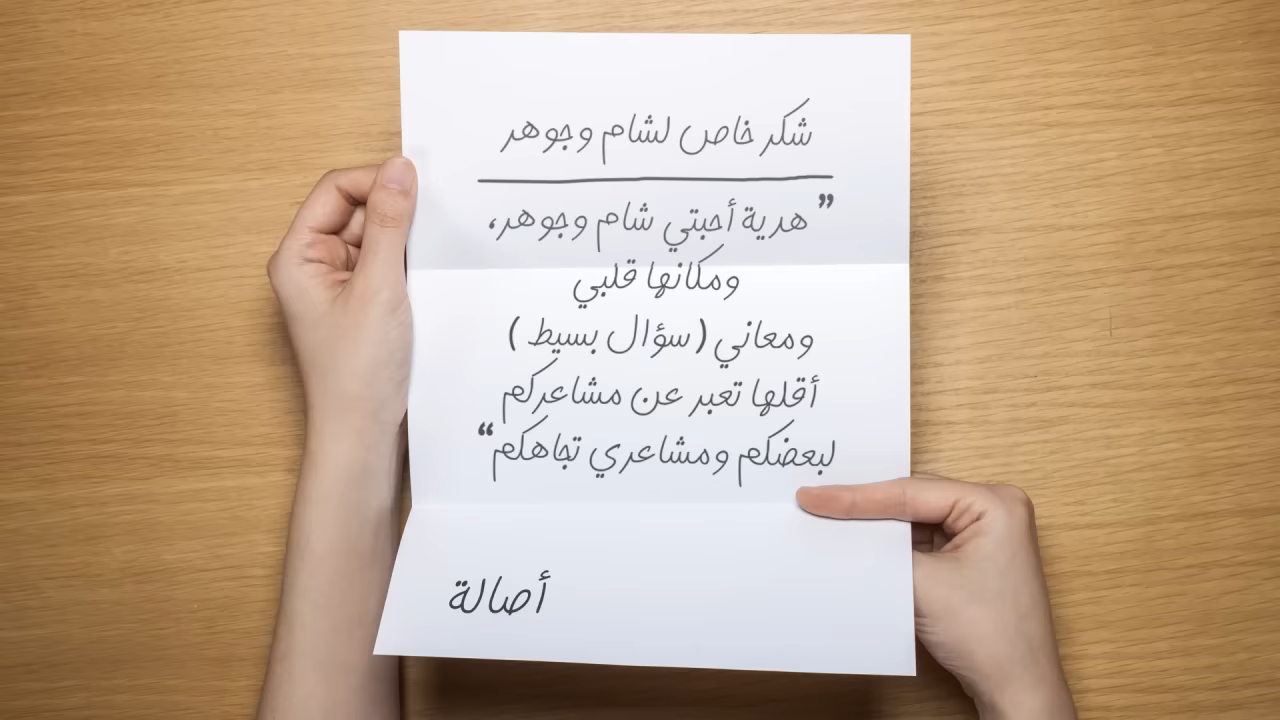 شكر خاص لشام وجوهر
" هدية أحبتي شام وجوهر،
ومكانها قلبي
ومعاني (سؤال بسيط )
أقلها تعبر عن مشاعركم
لبعضكم ومشاعري تجاهكم"
أصالة